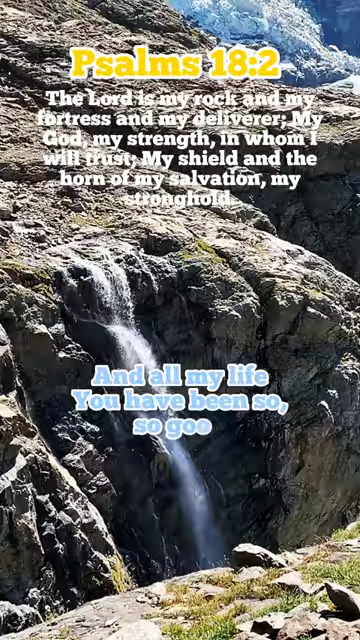 Psalms 18:2
The Lord is my rock and my
fortress and my deliverer; My
God, my strength, in whom I
will trust; My shield and the
horn of my salvation, my
stronghold.
And all my life
You have been so,
so goo